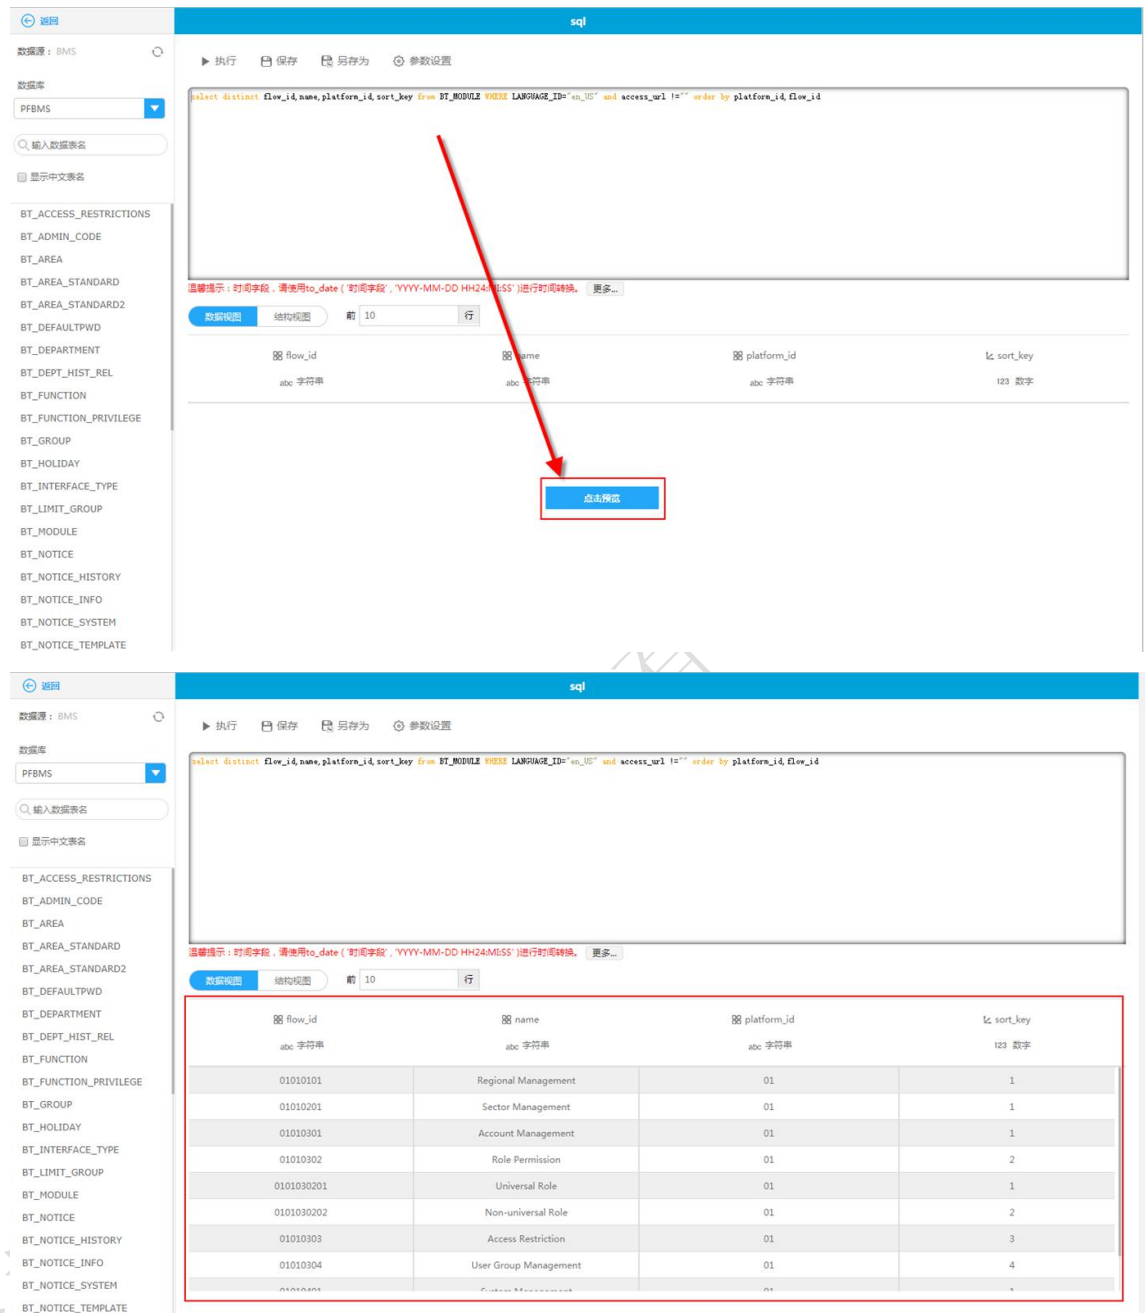 返回
sql
数据源： BMS
执行 保存 另存为 参数设置
数据库
PFBMS
select distinct flow_id,name,platform_id,sort_key from BT_MODULE WHERE LANGUAGE_ID="en_US" and access_url !="" order by platform_id,flow_id
输入数据表名
显示中文表名
BT_ACCESS_RESTRICTIONS
BT_ADMIN_CODE
BT_AREA
BT_AREA_STANDARD
BT_AREA_STANDARD2
BT_DEFAULTPWD
BT_DEPARTMENT
BT_DEPT_HIST_REL
BT_FUNCTION
BT_FUNCTION_PRIVILEGE
BT_GROUP
BT_HOLIDAY
BT_INTERFACE_TYPE
BT_LIMIT_GROUP
BT_MODULE
BT_NOTICE
BT_NOTICE_HISTORY
BT_NOTICE_INFO
BT_NOTICE_SYSTEM
BT_NOTICE_TEMPLATE
温馨提示：时间字段，请使用to_date ( '时间字段' , 'YYYY-MM-DD HH24:MI:SS' )进行时间转换。 更多...
数据视图 结构视图 前 10 行
flow_id name platform_id sort_key
abc 字符串 abc 字符串 abc 字符串 123 数字
点击预览
返回
sql
数据源： BMS
执行 保存 另存为 参数设置
数据库
PFBMS
select distinct flow_id,name,platform_id,sort_key from BT_MODULE WHERE LANGUAGE_ID="en_US" and access_url !="" order by platform_id,flow_id
输入数据表名
显示中文表名
BT_ACCESS_RESTRICTIONS
BT_ADMIN_CODE
BT_AREA
BT_AREA_STANDARD
BT_AREA_STANDARD2
BT_DEFAULTPWD
BT_DEPARTMENT
BT_DEPT_HIST_REL
BT_FUNCTION
BT_FUNCTION_PRIVILEGE
BT_GROUP
BT_HOLIDAY
BT_INTERFACE_TYPE
BT_LIMIT_GROUP
BT_MODULE
BT_NOTICE
BT_NOTICE_HISTORY
BT_NOTICE_INFO
BT_NOTICE_SYSTEM
BT_NOTICE_TEMPLATE
温馨提示：时间字段，请使用to_date ( '时间字段' , 'YYYY-MM-DD HH24:MI:SS' )进行时间转换。 更多...
数据视图 结构视图 前 10 行
flow_id name platform_id sort_key
abc 字符串 abc 字符串 abc 字符串 123 数字
01010101 Regional Management 01 1
01010201 Sector Management 01 1
01010301 Account Management 01 1
01010302 Role Permission 01 2
0101030201 Universal Role 01 1
0101030202 Non-universal Role 01 2
01010303 Access Restriction 01 3
01010304 User Group Management 01 4
01010401 System Management 01 1